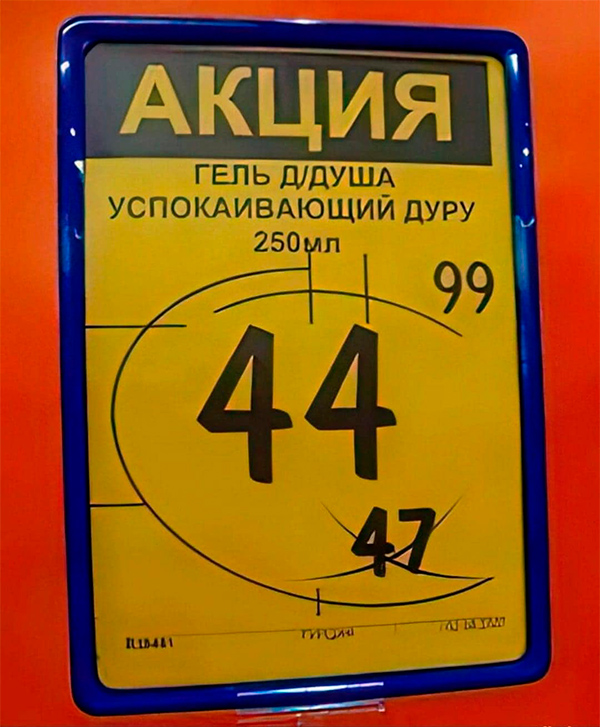 АКЦИЯ
ГЕЛЬ Д/ДУША
УСПОКАИВАЮЩИЙ ДУРУ
250мл
99
44
47